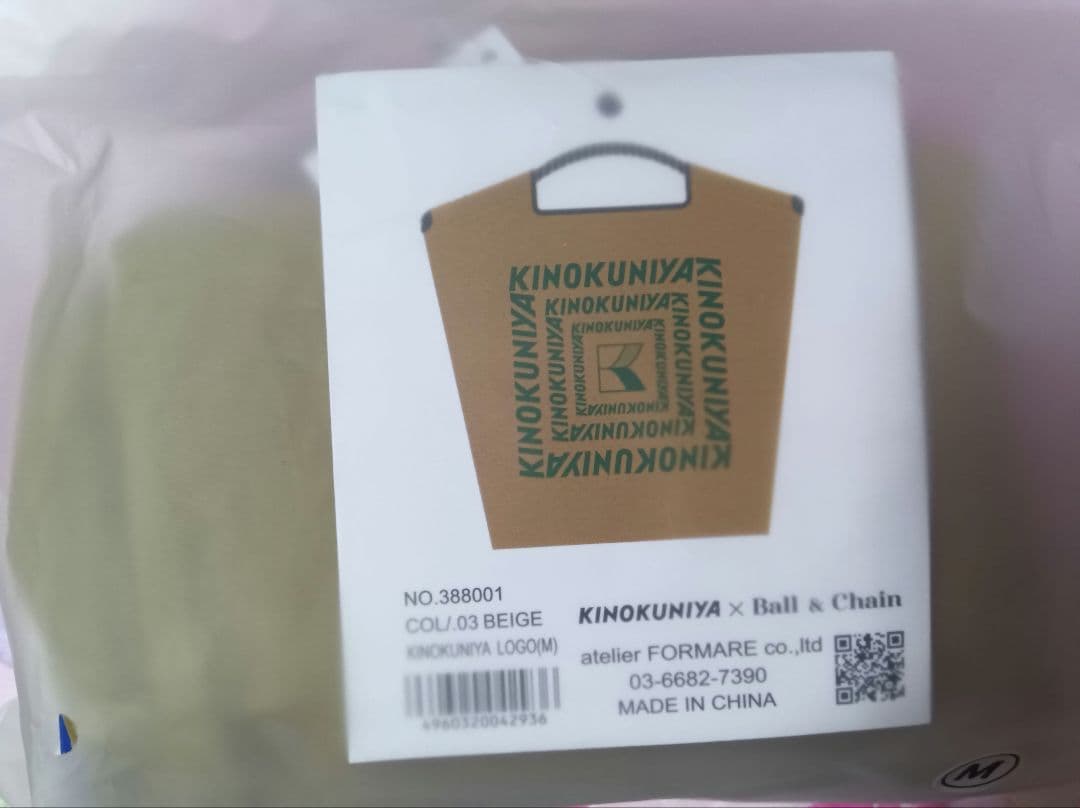 KINOKUNIYA
KINOKUNIYA
KINOKUNIYA
KINOKUNIYA
KINOKUNIYA
KINOKUNIYA
KINOKUNIYA
KINOKUNIYA
KINOKUNIYA
KINOKUNIYA
KINOKUNIYA
KINOKUNIYA
NO.388001
COL/.03 BEIGE
KINOKUNIYA LOGO(M)
4960320042936
KINOKUNIYA × Ball & Chain
atelier FORMARE co.,ltd
03-6682-7390
MADE IN CHINA
M